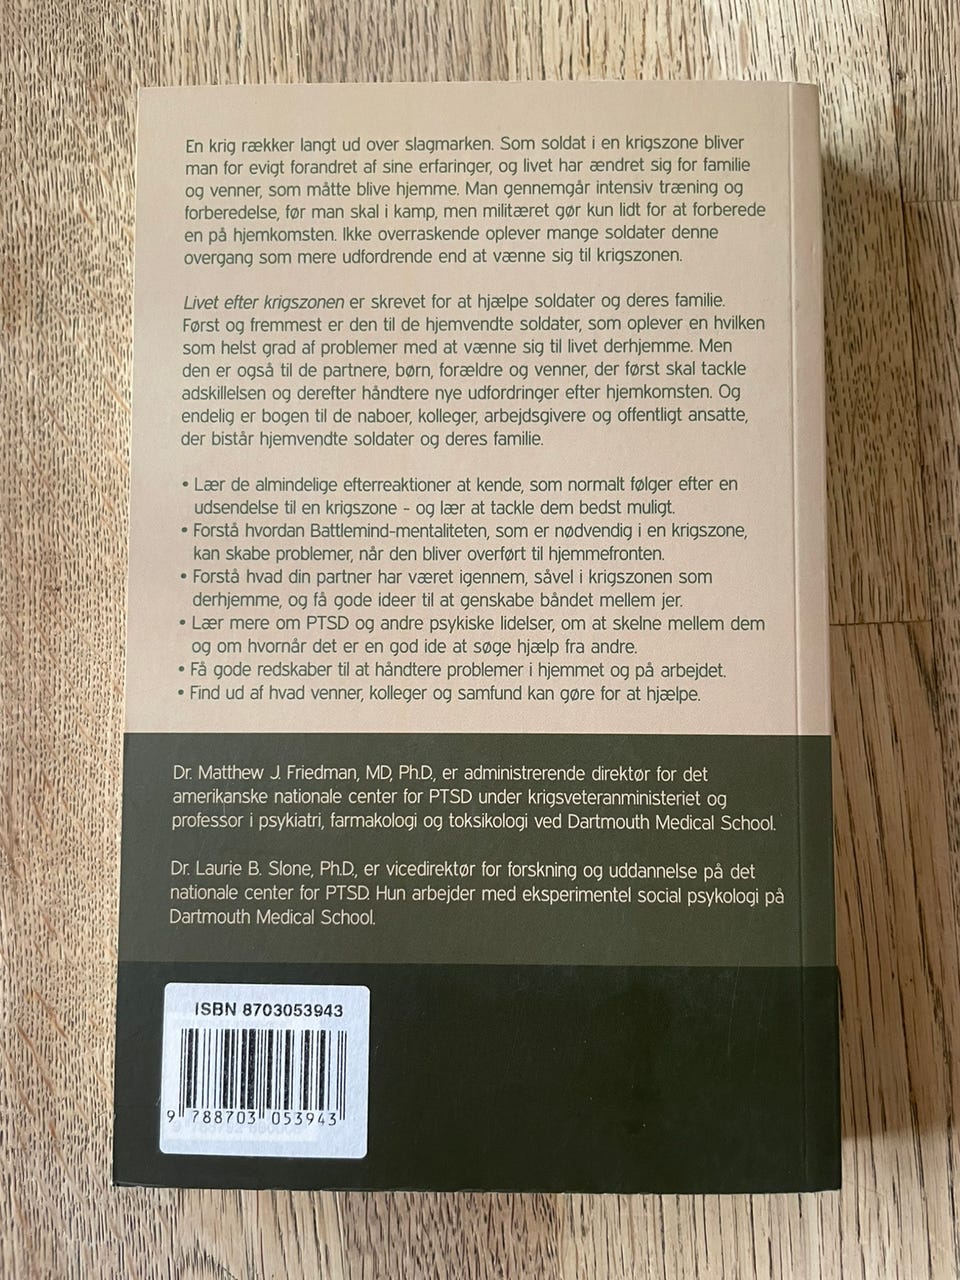 En krig rækker langt ud over slagmarken. Som soldat i en krigszone bliver
man for evigt forandret af sine erfaringer, og livet har ændret sig for familie
og venner, som måtte blive hjemme. Man gennemgår intensiv træning og
forberedelse, før man skal i kamp, men militæret gør kun lidt for at forberede
en på hjemkomsten. Ikke overraskende oplever mange soldater denne
overgang som mere udfordrende end at vænne sig til krigszonen.
Livet efter krigszonen er skrevet for at hjælpe soldater og deres familie.
Først og fremmest er den til de hjemvendte soldater, som oplever en hvilken
som helst grad af problemer med at vænne sig til livet derhjemme. Men
den er også til de partnere, børn, forældre og venner, der først skal tackle
adskillelsen og derefter håndtere nye udfordringer efter hjemkomsten. Og
endelig er bogen til de naboer, kolleger, arbejdsgivere og offentligt ansatte,
der bistår hjemvendte soldater og deres familie.
• Lær de almindelige efterreaktioner at kende, som normalt følger efter en
udsendelse til en krigszone - og lær at tackle dem bedst muligt.
• Forstå hvordan Battlemind-mentaliteten, som er nødvendig i en krigszone,
kan skabe problemer, når den bliver overført til hjemmefronten.
• Forstå hvad din partner har været igennem, såvel i krigszonen som
derhjemme, og få gode ideer til at genskabe båndet mellem jer.
• Lær mere om PTSD og andre psykiske lidelser, om at skelne mellem dem
og om hvornår det er en god ide at søge hjælp fra andre.
• Få gode redskaber til at håndtere problemer i hjemmet og på arbejdet.
• Find ud af hvad venner, kolleger og samfund kan gøre for at hjælpe.
Dr. Matthew J. Friedman, MD, Ph.D., er administrerende direktør for det
amerikanske nationale center for PTSD under krigsveteranministeriet og
professor i psykiatri, farmakologi og toksikologi ved Dartmouth Medical School.
Dr. Laurie B. Slone, Ph.D., er vicedirektør for forskning og uddannelse på det
nationale center for PTSD. Hun arbejder med eksperimentel social psykologi på
Dartmouth Medical School.
ISBN 8703053943
9 788703 053943